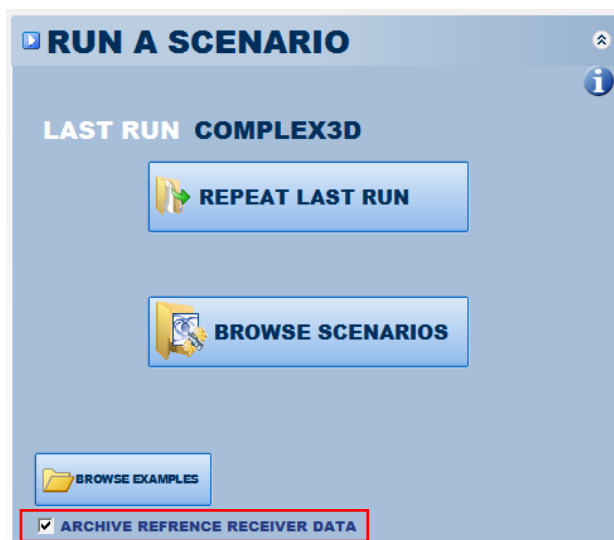 RUN A SCENARIO
LAST RUN COMPLEX3D
REPEAT LAST RUN
BROWSE SCENARIOS
BROWSE EXAMPLES
ARCHIVE REFRENCE RECEIVER DATA